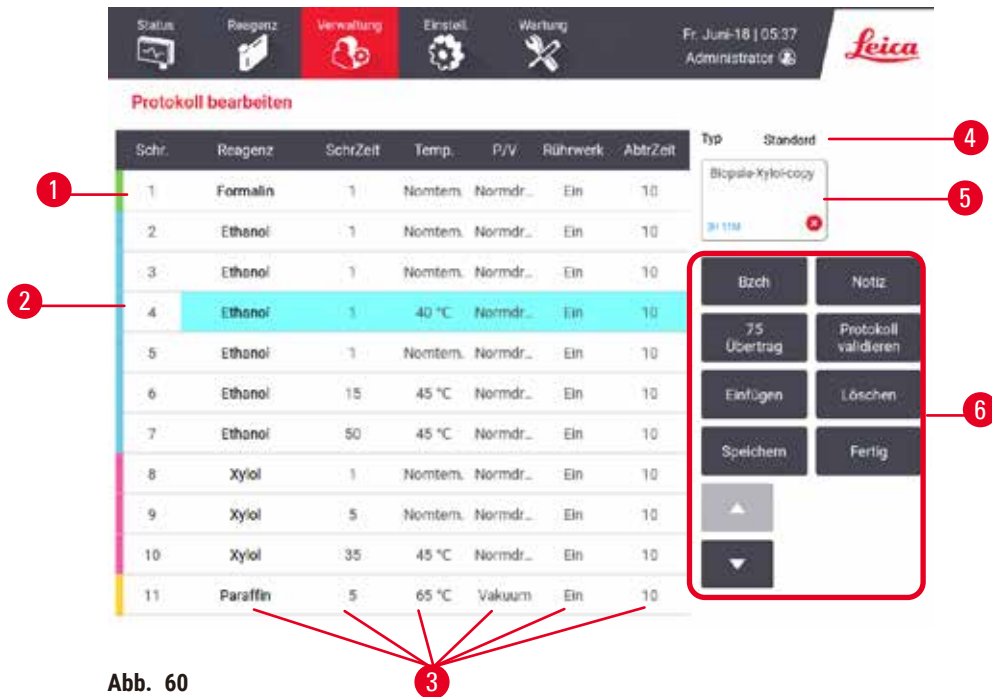 Status Reagenz Verwaltung Einstell. Wartung
Fr. Juni-18 | 05:37
Administrator
Leica
Protokoll bearbeiten
Schr. Reagenz SchrZeit Temp. P/V Rührwerk AbtrZeit
Typ Standard
4
1
1 Formalin 1 Nomtem. Normdr... Ein 10
Biopsie-Xylol-copy
5
2 Ethanol 1 Nomtem. Normdr... Ein 10
3 Ethanol 1 Nomtem. Normdr... Ein 10
Bzch Notiz
2
4 Ethanol 1 40 °C Normdr... Ein 10
75
Übertrag
Protokoll
validieren
5 Ethanol 1 Nomtem. Normdr... Ein 10
6 Ethanol 15 45 °C Normdr... Ein 10
Einfügen Löschen
6
7 Ethanol 50 45 °C Normdr... Ein 10
Speichern Fertig
8 Xylol 1 Nomtem. Normdr... Ein 10
9 Xylol 5 Nomtem. Normdr... Ein 10
10 Xylol 35 45 °C Normdr... Ein 10
11 Paraffin 5 65 °C Vakuum Ein 10
3
Abb. 60